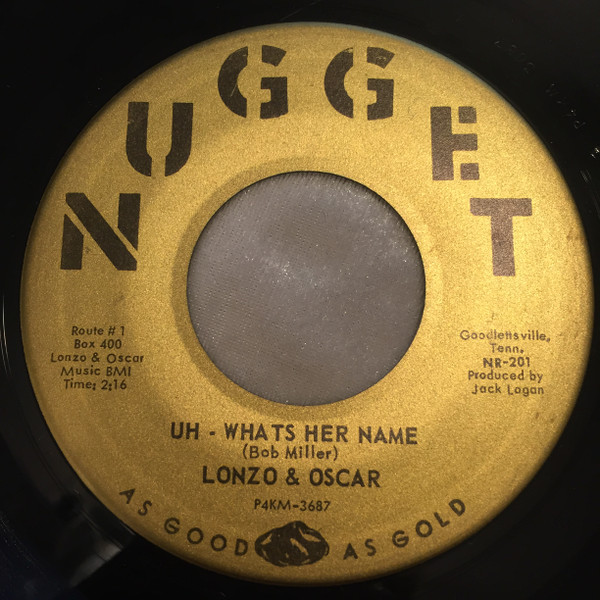 NUGGET
Route # 1
Box 400
Lonzo & Oscar
Music BMI
Time; 2:16
Goodlettsville,
Tenn.
NR-201
Produced by
Jack Logan
UH - WHATS HER NAME
(Bob Miller)
LONZO & OSCAR
P4KM-3687
AS GOOD AS GOLD